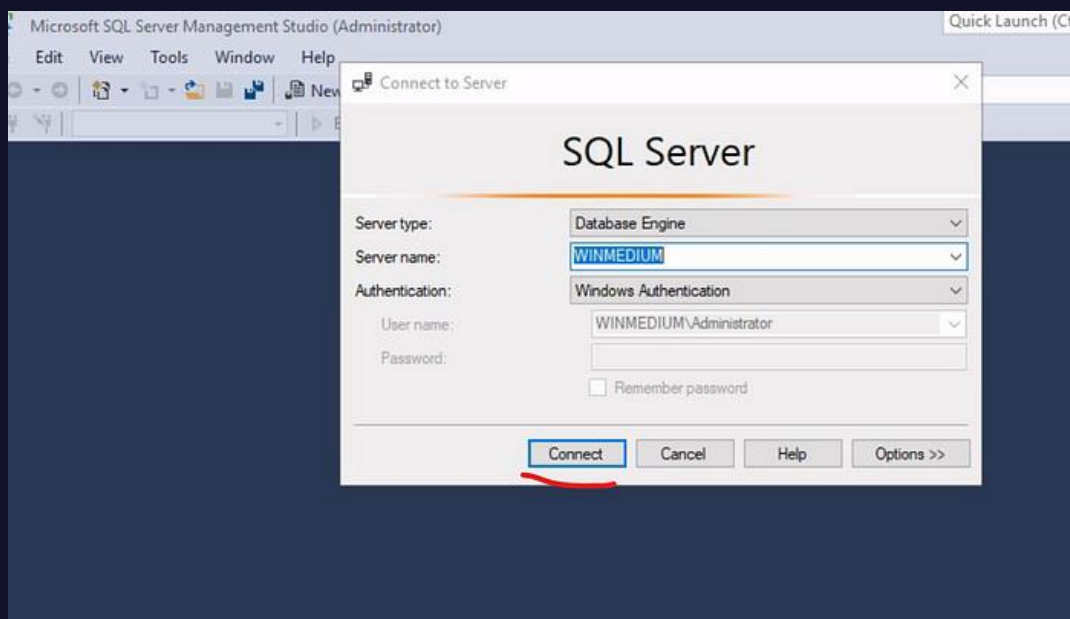 Microsoft SQL Server Management Studio (Administrator)
Quick Launch (Ct
Edit View Tools Window Help
New
Connect to Server
SQL Server
Server type: Database Engine
Server name: WINMEDIUM
Authentication: Windows Authentication
User name: WINMEDIUM\Administrator
Password:
Remember password
Connect Cancel Help Options >>